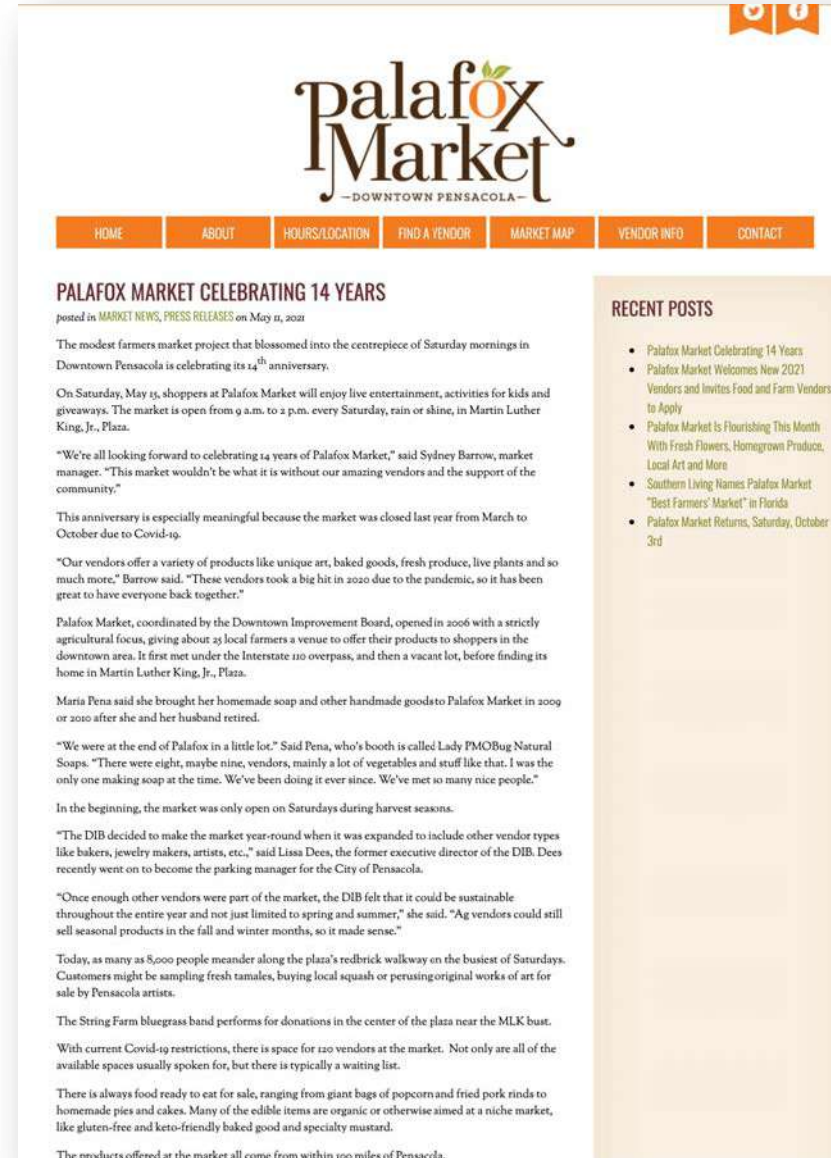 palafox
Market
–DOWNTOWN PENSACOLA–
HOME
ABOUT
HOURS/LOCATION
FIND A VENDOR
MARKET MAP
VENDOR INFO
CONTACT
PALAFOX MARKET CELEBRATING 14 YEARS
posted in MARKET NEWS, PRESS RELEASES on May 11, 2021
The modest farmers market project that blossomed into the centrepiece of Saturday mornings in
Downtown Pensacola is celebrating its 14th anniversary.
On Saturday, May 15, shoppers at Palafox Market will enjoy live entertainment, activities for kids and
giveaways. The market is open from 9 a.m. to 2 p.m. every Saturday, rain or shine, in Martin Luther
King, Jr., Plaza.
“We're all looking forward to celebrating 14 years of Palafox Market,” said Sydney Barrow, market
manager. “This market wouldn't be what it is without our amazing vendors and the support of the
community.”
This anniversary is especially meaningful because the market was closed last year from March to
October due to Covid-19.
“Our vendors offer a variety of products like unique art, baked goods, fresh produce, live plants and so
much more,” Barrow said. “These vendors took a big hit in 2020 due to the pandemic, so it has been
great to have everyone back together.”
Palafox Market, coordinated by the Downtown Improvement Board, opened in 2006 with a strictly
agricultural focus, giving about 25 local farmers a venue to offer their products to shoppers in the
downtown area. It first met under the Interstate 110 overpass, and then a vacant lot, before finding its
home in Martin Luther King, Jr., Plaza.
Maria Pena said she brought her homemade soap and other handmade goods to Palafox Market in 2009
or 2010 after she and her husband retired.
“We were at the end of Palafox in a little lot.” Said Pena, who's booth is called Lady PMOBug Natural
Soaps. “There were eight, maybe nine, vendors, mainly a lot of vegetables and stuff like that. I was the
only one making soap at the time. We've been doing it ever since. We've met so many nice people.”
In the beginning, the market was only open on Saturdays during harvest seasons.
“The DIB decided to make the market year-round when it was expanded to include other vendor types
like bakers, jewelry makers, artists, etc.,” said Lissa Dees, the former executive director of the DIB. Dees
recently went on to become the parking manager for the City of Pensacola.
“Once enough other vendors were part of the market, the DIB felt that it could be sustainable
throughout the entire year and not just limited to spring and summer,” she said. “Ag vendors could still
sell seasonal products in the fall and winter months, so it made sense.”
Today, as many as 8,000 people meander along the plaza's redbrick walkway on the busiest of Saturdays.
Customers might be sampling fresh tamales, buying local squash or perusing original works of art for
sale by Pensacola artists.
The String Farm bluegrass band performs for donations in the center of the plaza near the MLK bust.
With current Covid-19 restrictions, there is space for 120 vendors at the market. Not only are all of the
available spaces usually spoken for, but there is typically a waiting list.
There is always food ready to eat for sale, ranging from giant bags of popcorn and fried pork rinds to
homemade pies and cakes. Many of the edible items are organic or otherwise aimed at a niche market,
like gluten-free and keto-friendly baked good and specialty mustard.
The products offered at the market all come from within 100 miles of Pensacola.
RECENT POSTS
• Palafox Market Celebrating 14 Years
• Palafox Market Welcomes New 2021
Vendors and Invites Food and Farm Vendors
to Apply
• Palafox Market Is Flourishing This Month
With Fresh Flowers, Homegrown Produce,
Local Art and More
• Southern Living Names Palafox Market
"Best Farmers' Market" in Florida
• Palafox Market Returns, Saturday, October
3rd